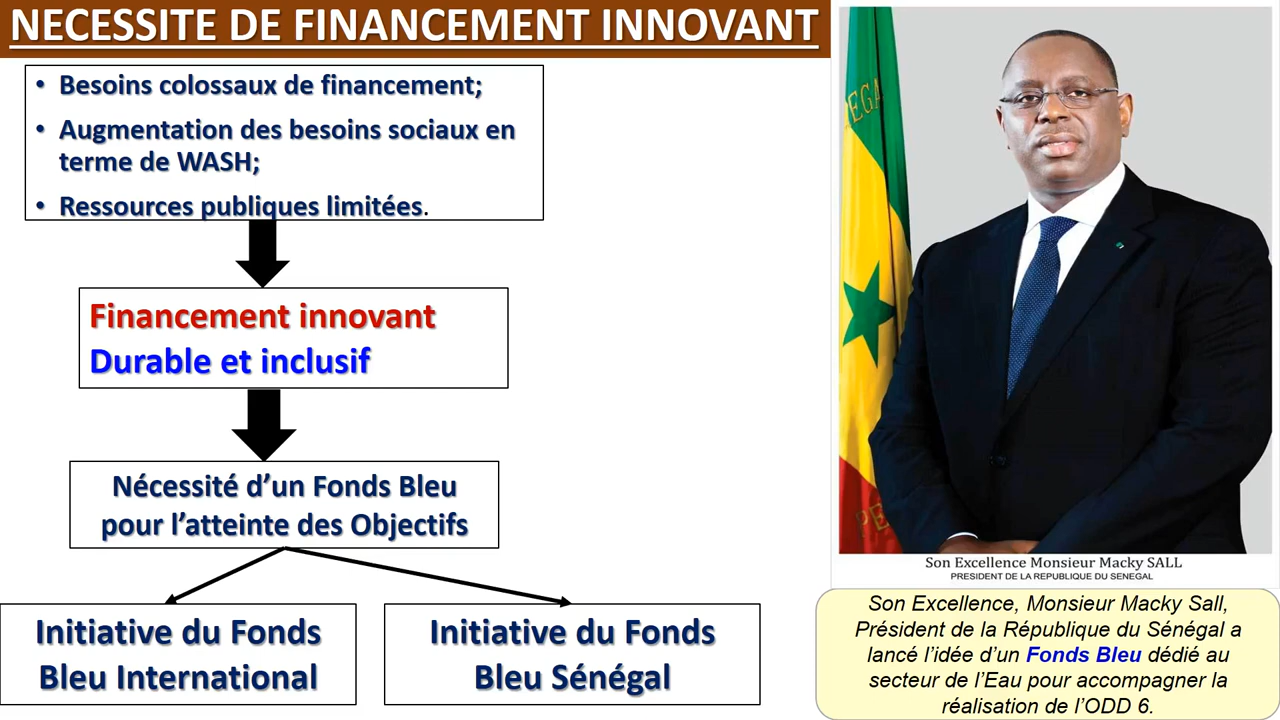 NECESSITE DE FINANCEMENT INNOVANT
• Besoins colossaux de financement;
• Augmentation des besoins sociaux en
terme de WASH;
• Ressources publiques limitées.
Financement innovant
Durable et inclusif
Nécessité d’un Fonds Bleu
pour l’atteinte des Objectifs
Initiative du Fonds
Bleu International
Initiative du Fonds
Bleu Sénégal
Son Excellence Monsieur Macky SALL
PRESIDENT DE LA REPUBLIQUE DU SENEGAL
Son Excellence, Monsieur Macky Sall,
Président de la République du Sénégal a
lancé l’idée d’un Fonds Bleu dédié au
secteur de l’Eau pour accompagner la
réalisation de l’ODD 6.